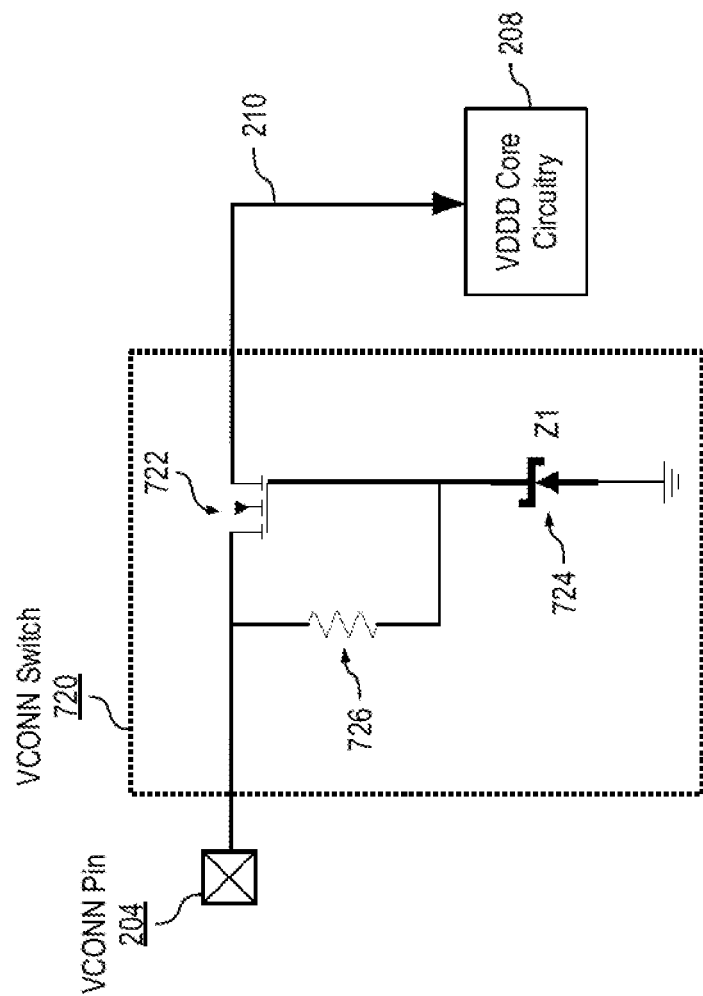 VCONN Switch
720
VCONN Pin
204
722
726
724
Z1
210
208
VDDD Core
Circuitry